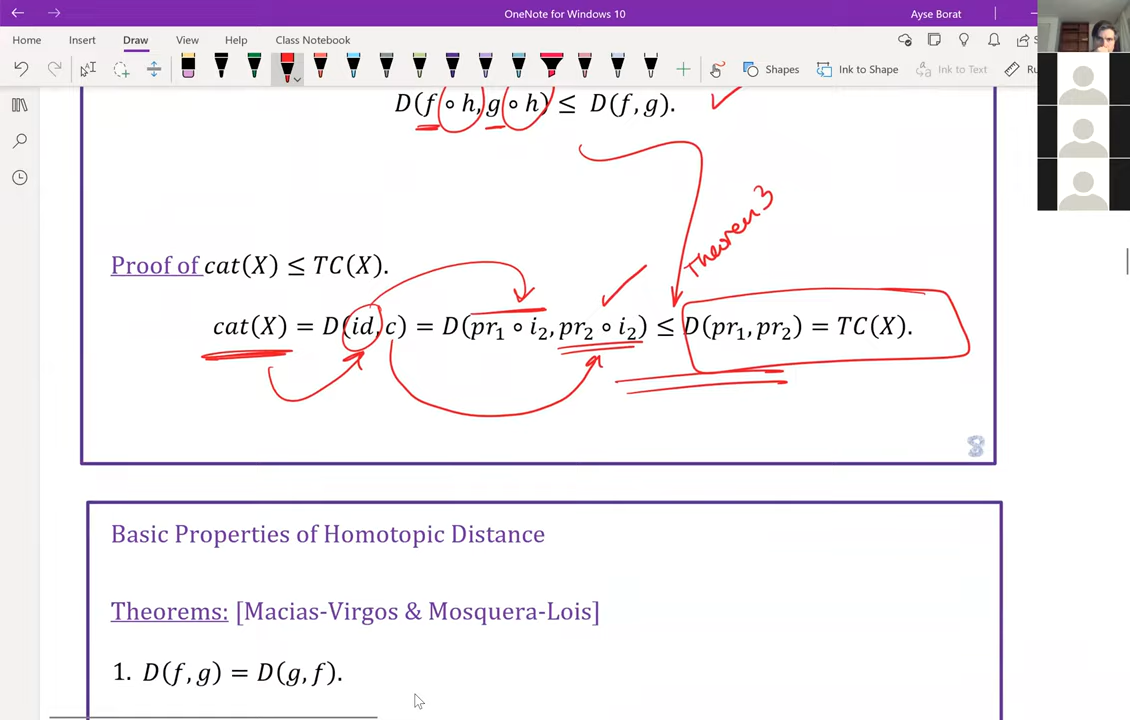 OneNote for Windows 10
Ayse Borat
Home Insert Draw View Help Class Notebook
Shapes Ink to Shape Ink to Text
D(f ∘ h, g ∘ h) ≤ D(f, g).
Theorem 3
Proof of cat(X) ≤ TC(X).
cat(X) = D(id, c) = D(pr₁ ∘ i₂, pr₂ ∘ i₂) ≤ D(pr₁, pr₂) = TC(X).
8
Basic Properties of Homotopic Distance
Theorems: [Macias-Virgos & Mosquera-Lois]
1. D(f, g) = D(g, f).